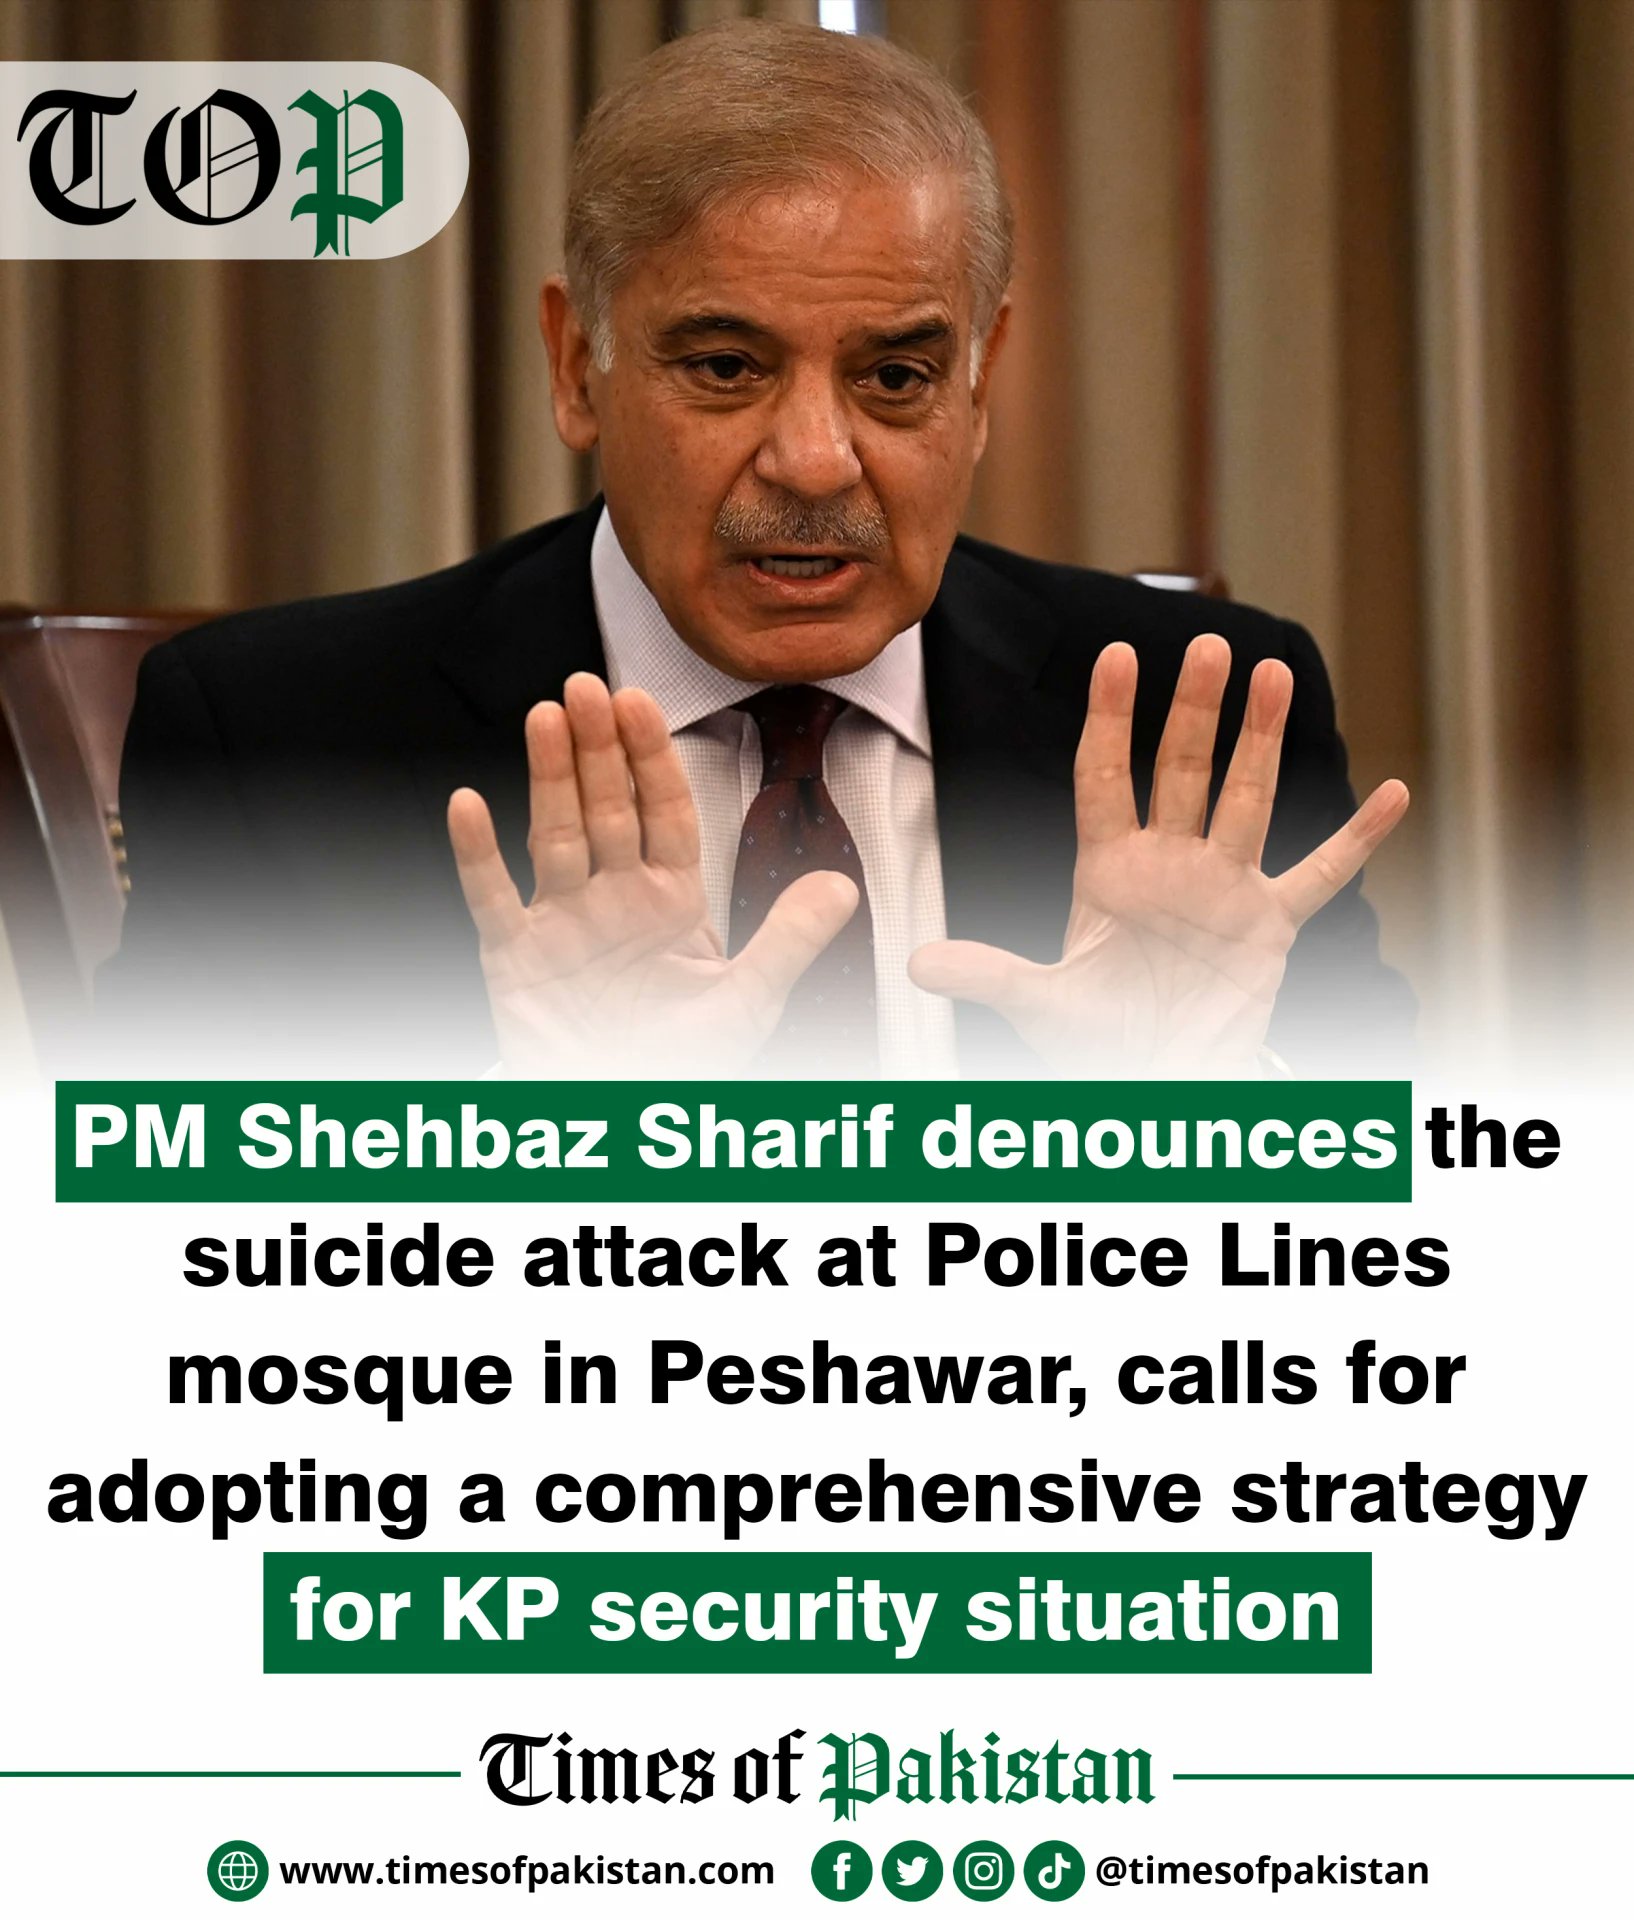 TOP
PM Shehbaz Sharif denounces the
suicide attack at Police Lines
mosque in Peshawar, calls for
adopting a comprehensive strategy
for KP security situation
Times of Pakistan
www.timesofpakistan.com @timesofpakistan